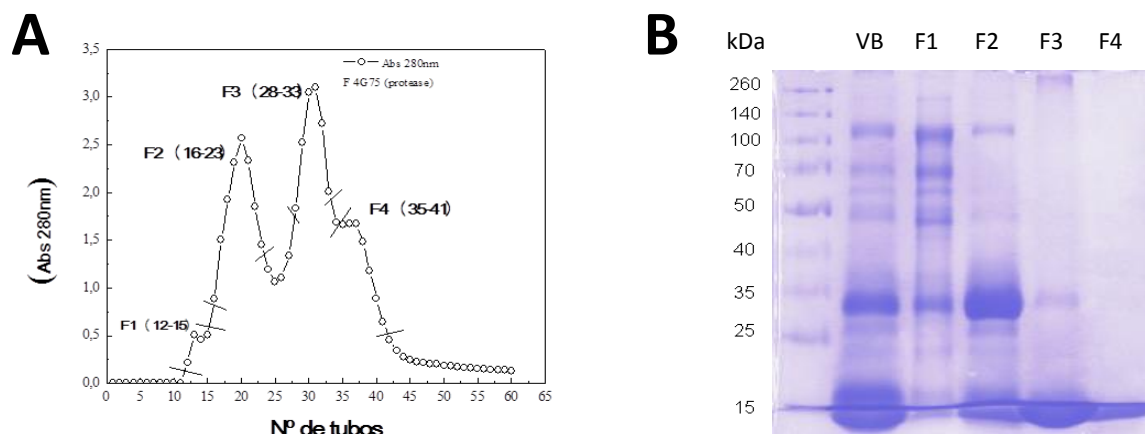 A
3,5
3,0
2,5
2,0
1,5
1,0
0,5
0,0
(Abs 280nm)
Abs 280nm
F 4G75 (protease)
F3 (28-33)
F2 (16-23)
F4 (35-41)
F1 (12-15)
0 5 10 15 20 25 30 35 40 45 50 55 60 65
Nº de tubos
B
kDa VB F1 F2 F3 F4
260
140
100
70
50
40
35
25
15